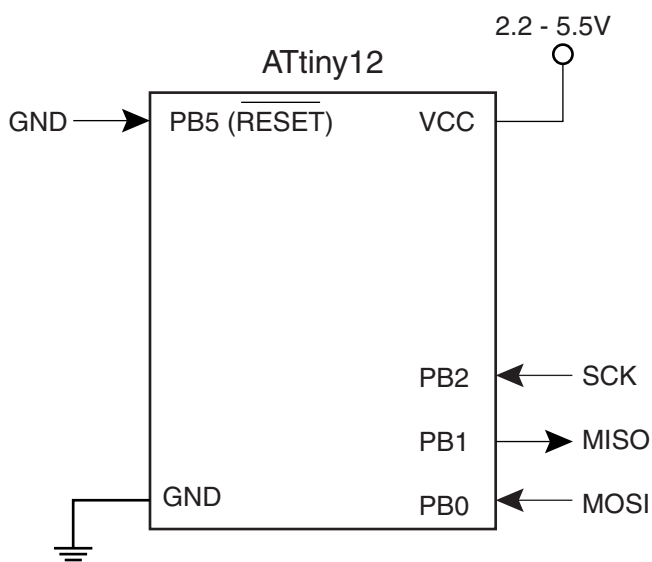 2.2 - 5.5V
ATtiny12
GND
PB5 (RESET)
VCC
PB2
SCK
PB1
MISO
GND
PB0
MOSI